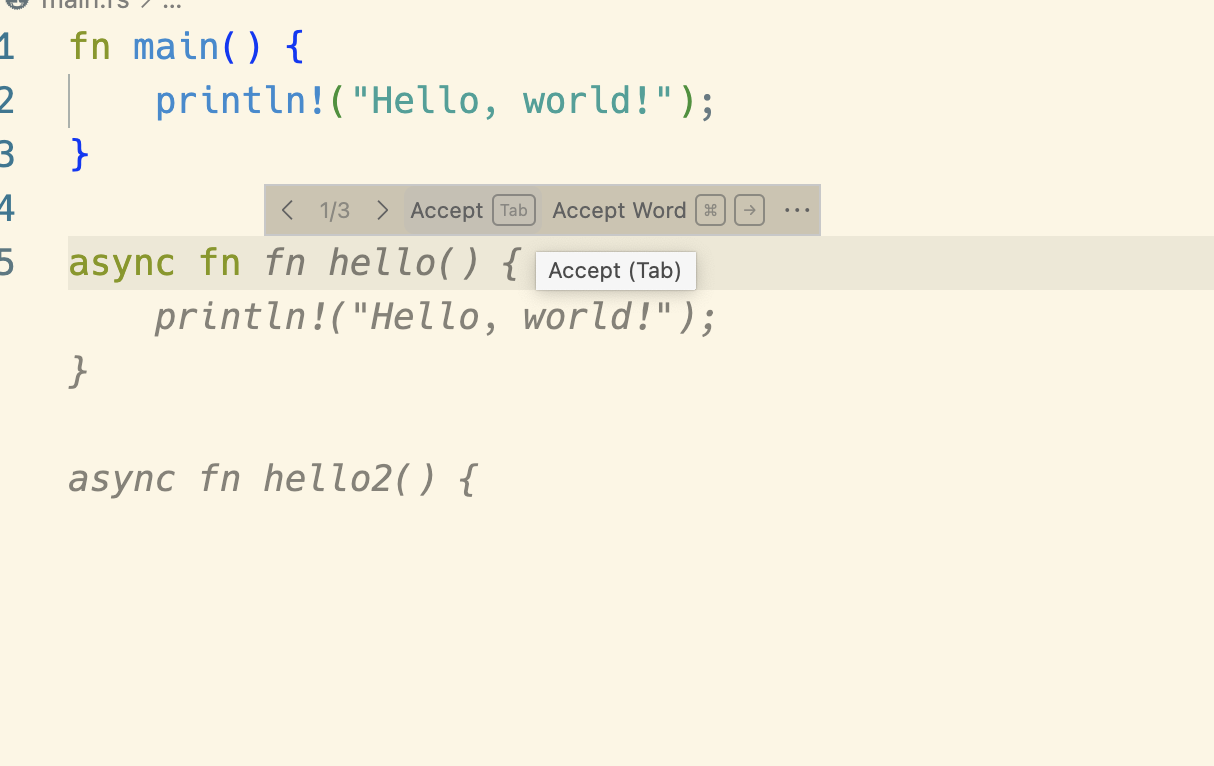 main.rs > ...
1 fn main() {
2     println!("Hello, world!");
3 }
4
< 1/3 > Accept Tab Accept Word ⌘ → ...
5 async fn fn hello() {
Accept (Tab)
    println!("Hello, world!");
}
async fn hello2() {